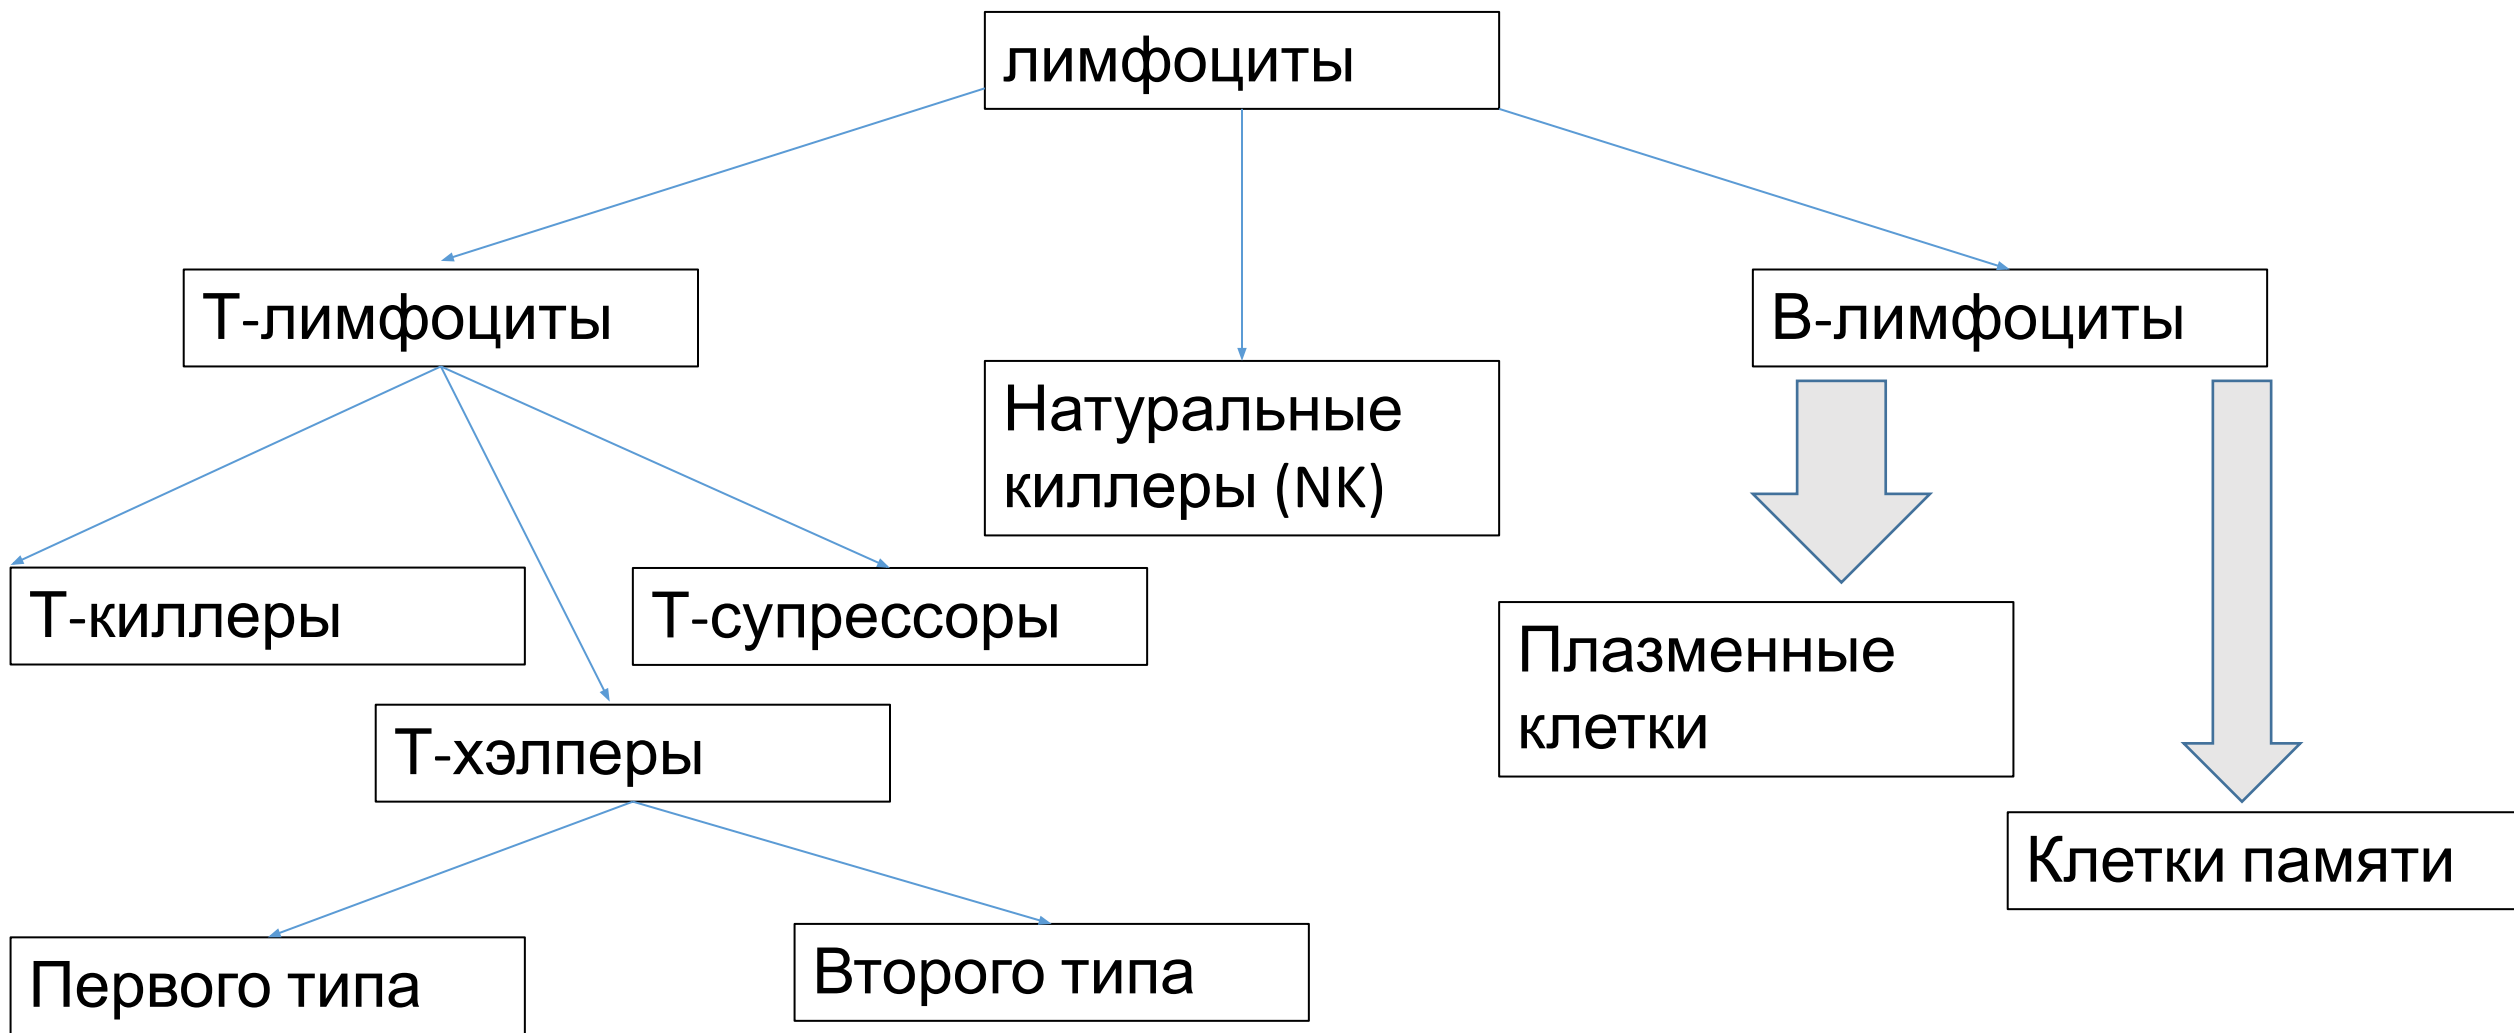 лимфоциты
Т-лимфоциты
В-лимфоциты
Натуральные
киллеры (NK)
Т-киллеры
Т-супрессоры
Плазменные
клетки
Т-хэлперы
Клетки памяти
Первого типа
Второго типа